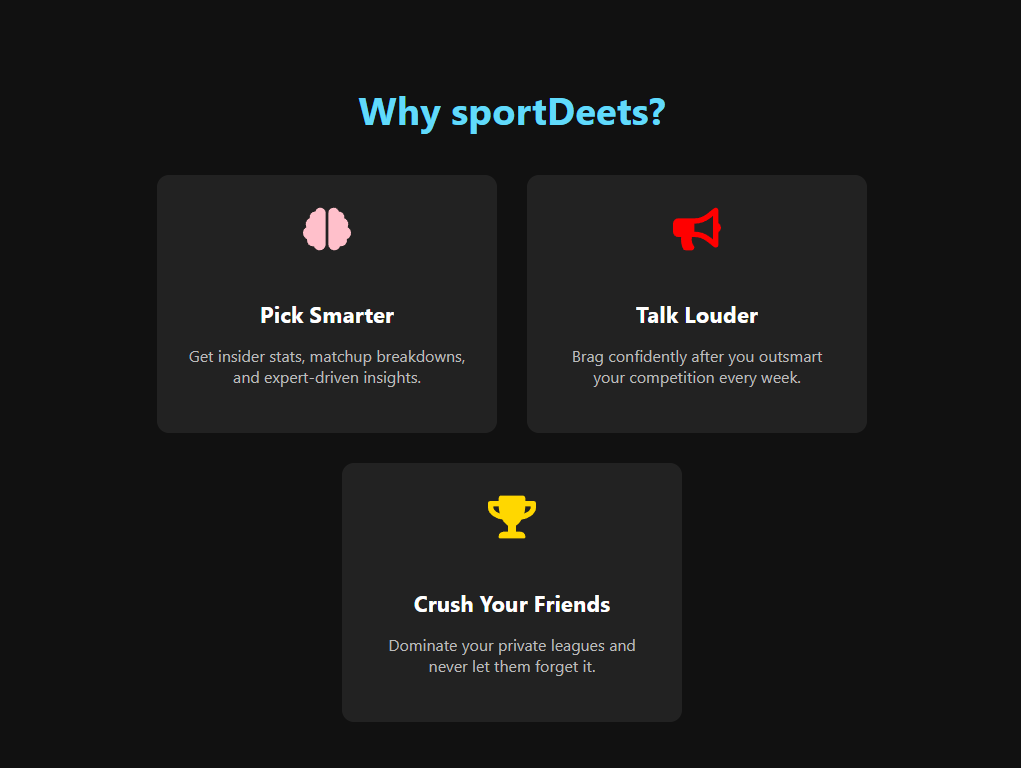 Why sportDeets?
Pick Smarter
Get insider stats, matchup breakdowns,
and expert-driven insights.
Talk Louder
Brag confidently after you outsmart
your competition every week.
Crush Your Friends
Dominate your private leagues and
never let them forget it.